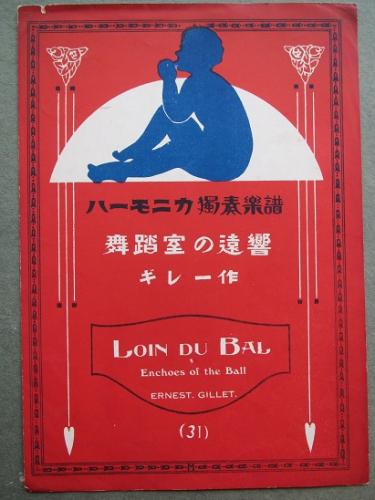 ハーモニカ獨奏樂譜
舞踏室の遠響
ギレー作
LOIN DU BAL
Enchoes of the Ball
ERNEST. GILLET.
(31)
M